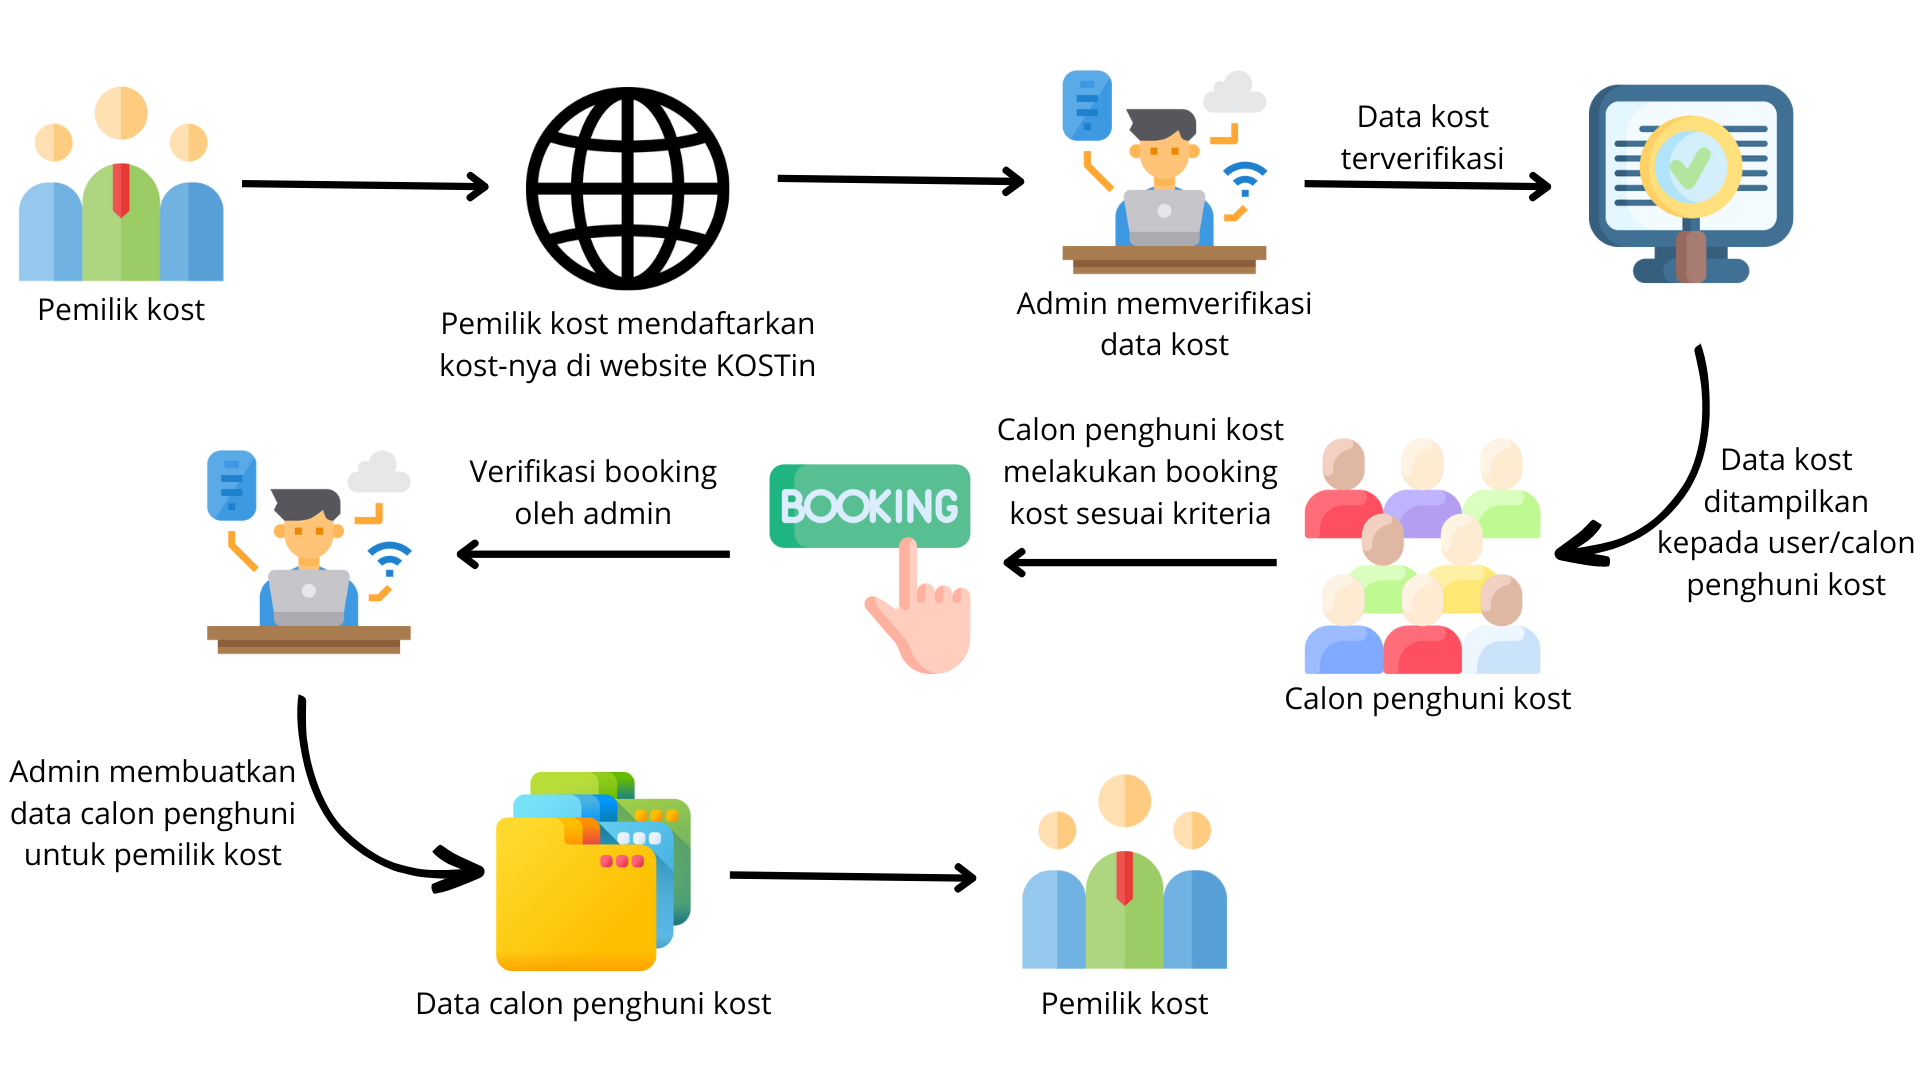 Pemilik kost
Pemilik kost mendaftarkan
kost-nya di website KOSTin
Admin memverifikasi
data kost
Data kost
terverifikasi
Data kost
ditampilkan
kepada user/calon
penghuni kost
Calon penghuni kost
Calon penghuni kost
melakukan booking
kost sesuai kriteria
BOOKING
Verifikasi booking
oleh admin
Admin membuatkan
data calon penghuni
untuk pemilik kost
Data calon penghuni kost
Pemilik kost